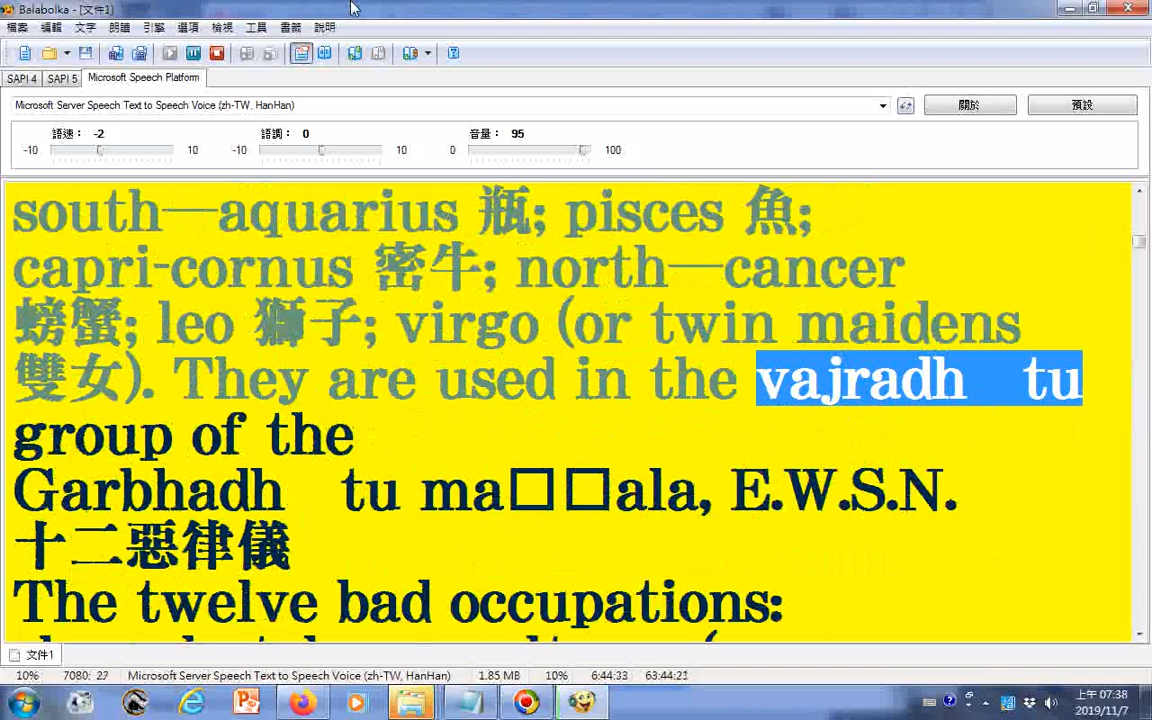 Balabolka - [文件1]
檔案 編輯 文字 朗讀 引擎 選項 檢視 工具 書籤 說明
SAPI 4 SAPI 5 Microsoft Speech Platform
Microsoft Server Speech Text to Speech Voice (zh-TW, HanHan) 關於 預設
語速： -2 語調： 0 音量： 95
-10 10 -10 10 0 100
south—aquarius 瓶; pisces 魚;
capri-cornus 密牛; north—cancer
螃蟹; leo 獅子; virgo (or twin maidens
雙女). They are used in the vajradh tu
group of the
Garbhadh tu ma□□ala, E.W.S.N.
十二惡律儀
The twelve bad occupations:
文件1
10% 7080: 27 Microsoft Server Speech Text to Speech Voice (zh-TW, HanHan) 1.85 MB 10% 6:44:33 63:44:21
上午 07:38
2019/11/7